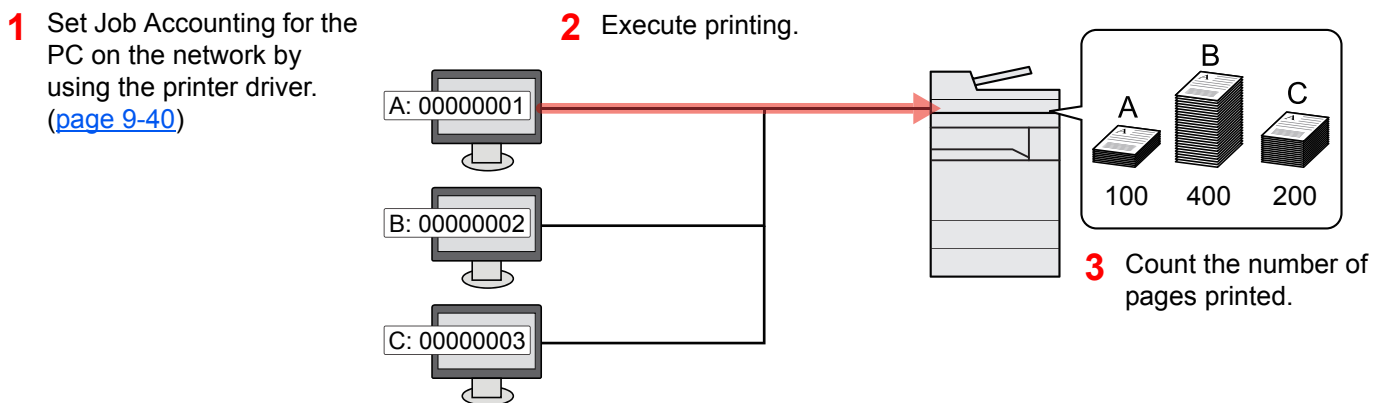 1 Set Job Accounting for the
PC on the network by
using the printer driver.
(page 9-40)
2 Execute printing.
A: 00000001
B: 00000002
C: 00000003
A
B
C
100
400
200
3 Count the number of
pages printed.